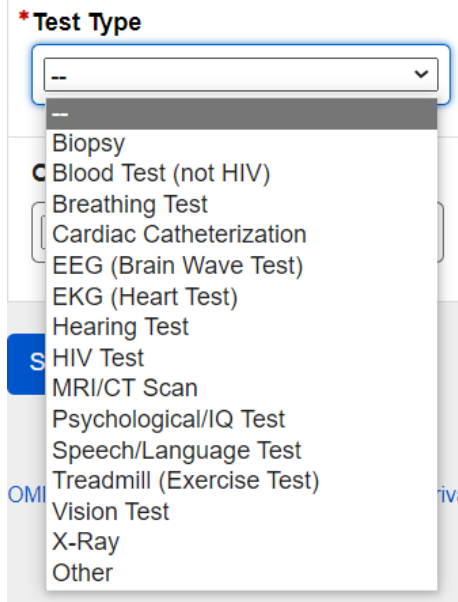 *Test Type
--
--
Biopsy
Blood Test (not HIV)
Breathing Test
Cardiac Catheterization
EEG (Brain Wave Test)
EKG (Heart Test)
Hearing Test
HIV Test
MRI/CT Scan
Psychological/IQ Test
Speech/Language Test
Treadmill (Exercise Test)
Vision Test
X-Ray
Other